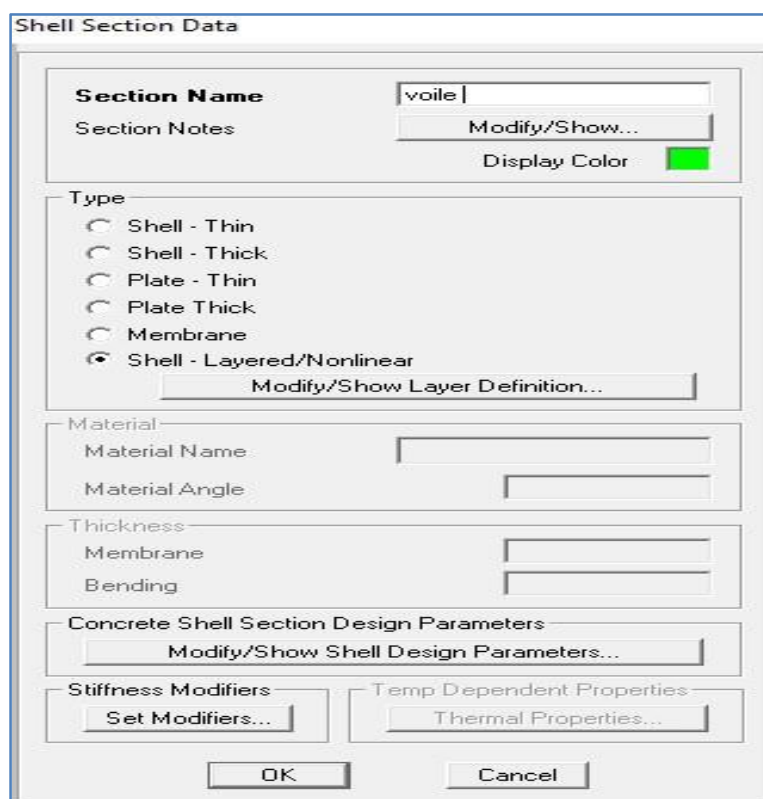 Shell Section Data
Section Name voile
Section Notes Modify/Show...
Display Color
Type
Shell - Thin
Shell - Thick
Plate - Thin
Plate Thick
Membrane
Shell - Layered/Nonlinear
Modify/Show Layer Definition...
Material
Material Name
Material Angle
Thickness
Membrane
Bending
Concrete Shell Section Design Parameters
Modify/Show Shell Design Parameters...
Stiffness Modifiers Temp Dependent Properties
Set Modifiers... Thermal Properties...
OK Cancel